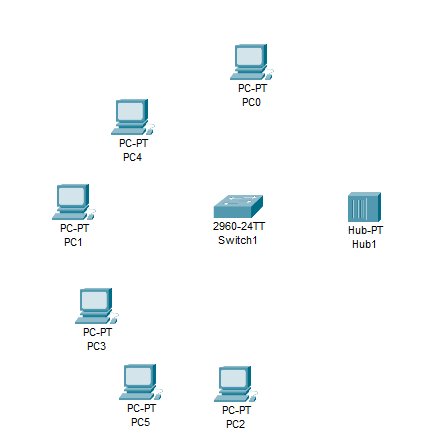 PC-PT
PC0
PC-PT
PC4
PC-PT
PC1
2960-24TT
Switch1
Hub-PT
Hub1
PC-PT
PC3
PC-PT
PC5
PC-PT
PC2